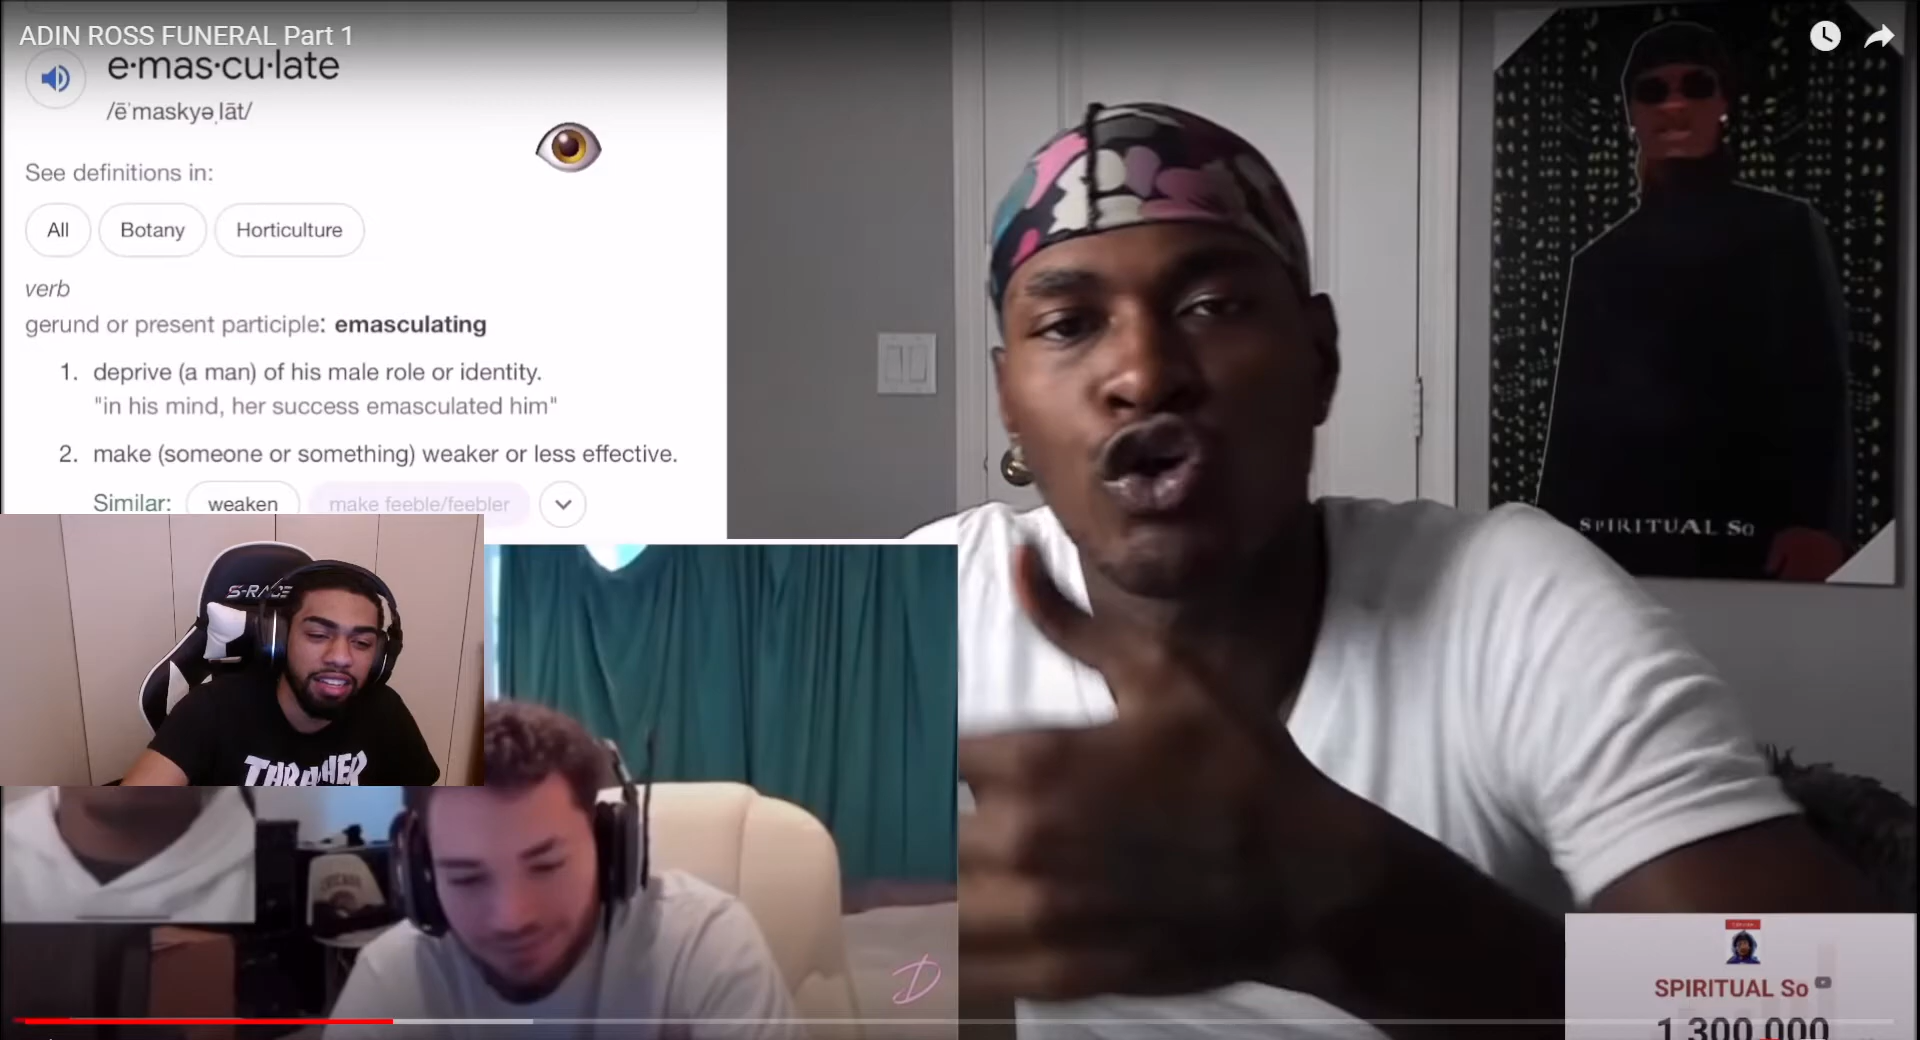 ADIN ROSS FUNERAL Part 1
e·mas·cu·late
/ēˈmaskyəˌlāt/
See definitions in:
All
Botany
Horticulture
verb
gerund or present participle: emasculating
1. deprive (a man) of his male role or identity.
"in his mind, her success emasculated him"
2. make (someone or something) weaker or less effective.
Similar:
weaken
make feeble/feebler
S-RACE
THRASHER
SPIRITUAL So
D
SPIRITUAL So
1,300,000